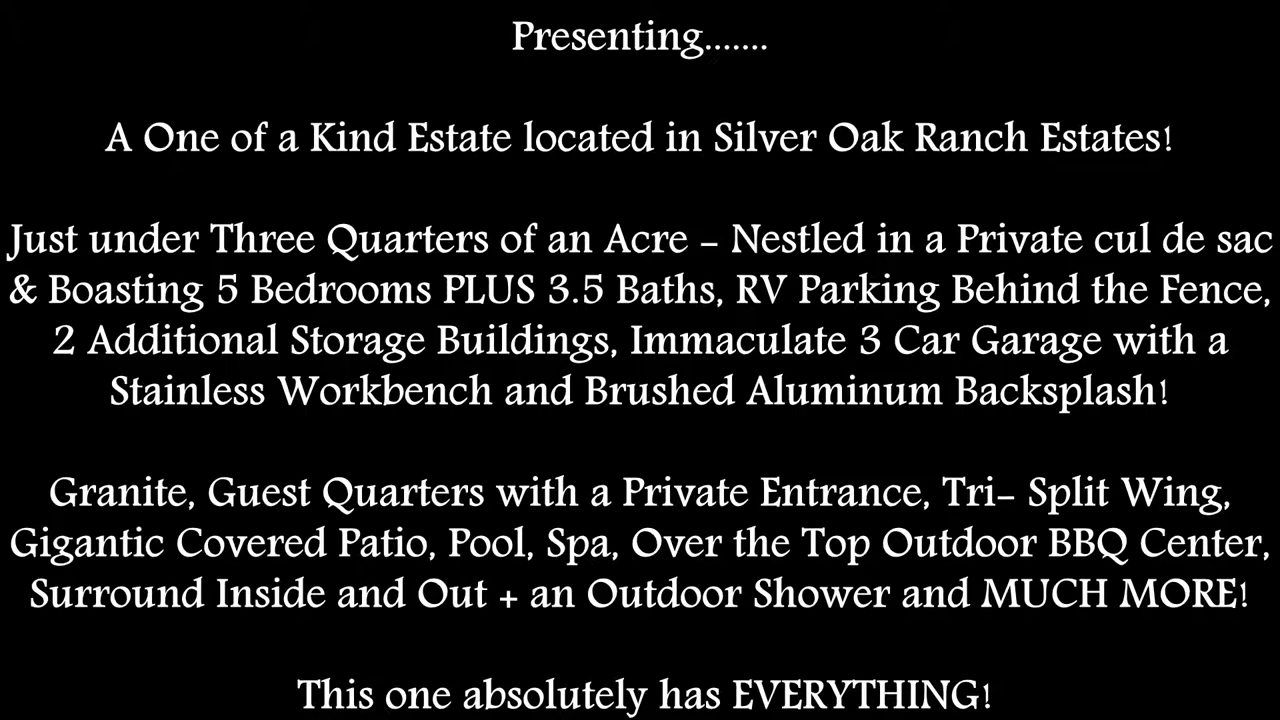 Presenting.......
A One of a Kind Estate located in Silver Oak Ranch Estates!
Just under Three Quarters of an Acre – Nestled in a Private cul de sac
& Boasting 5 Bedrooms PLUS 3.5 Baths, RV Parking Behind the Fence,
2 Additional Storage Buildings, Immaculate 3 Car Garage with a
Stainless Workbench and Brushed Aluminum Backsplash!
Granite, Guest Quarters with a Private Entrance, Tri– Split Wing,
Gigantic Covered Patio, Pool, Spa, Over the Top Outdoor BBQ Center,
Surround Inside and Out + an Outdoor Shower and MUCH MORE!
This one absolutely has EVERYTHING!